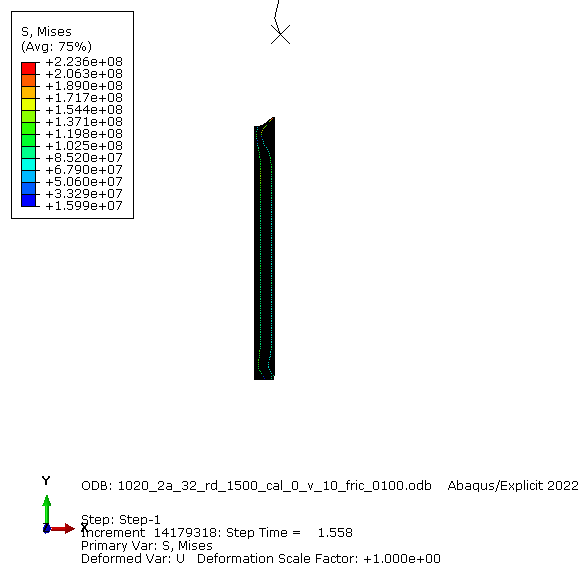 S, Mises
(Avg: 75%)
+2.236e+08
+2.063e+08
+1.890e+08
+1.717e+08
+1.544e+08
+1.371e+08
+1.198e+08
+1.025e+08
+8.520e+07
+6.790e+07
+5.060e+07
+3.329e+07
+1.599e+07
Y
X
ODB: 1020_2a_32_rd_1500_cal_0_v_10_fric_0100.odb Abaqus/Explicit 2022
Step: Step-1
Increment 14179318: Step Time = 1.558
Primary Var: S, Mises
Deformed Var: U Deformation Scale Factor: +1.000e+00